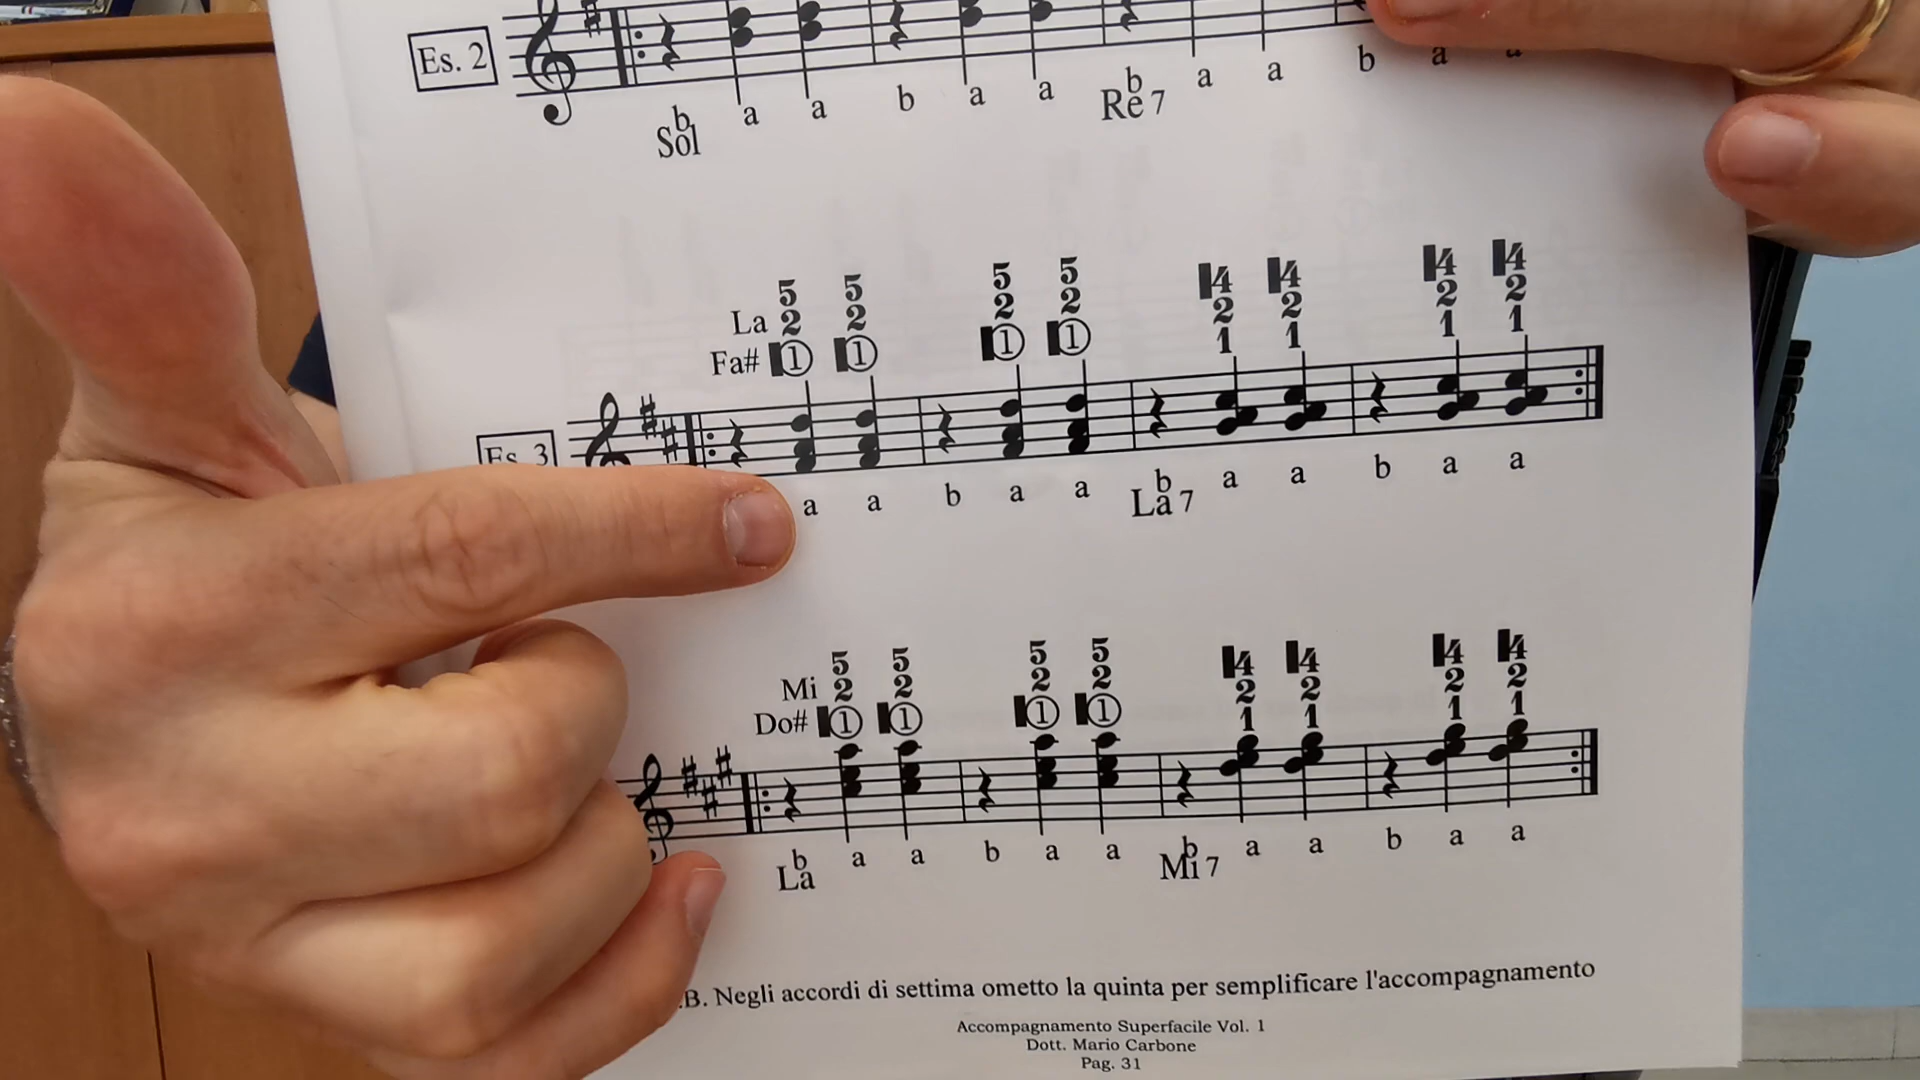 Es. 2
b a a b a a b a a b a
Sol Re 7
5 5 5 5 4 4 4 4
La 2 2 2 2 2 2 2 2
Fa# 1 1 1 1 1 1 1 1
Es. 3
a a b a a b a a b a a
La 7
5 5 5 5 4 4 4 4
Mi 2 2 2 2 2 2 2 2
Do# 1 1 1 1 1 1 1 1
b a a b a a b a a b a a
La Mi 7
.B. Negli accordi di settima ometto la quinta per semplificare l'accompagnamento
Accompagnamento Superfacile Vol. 1
Dott. Mario Carbone
Pag. 31